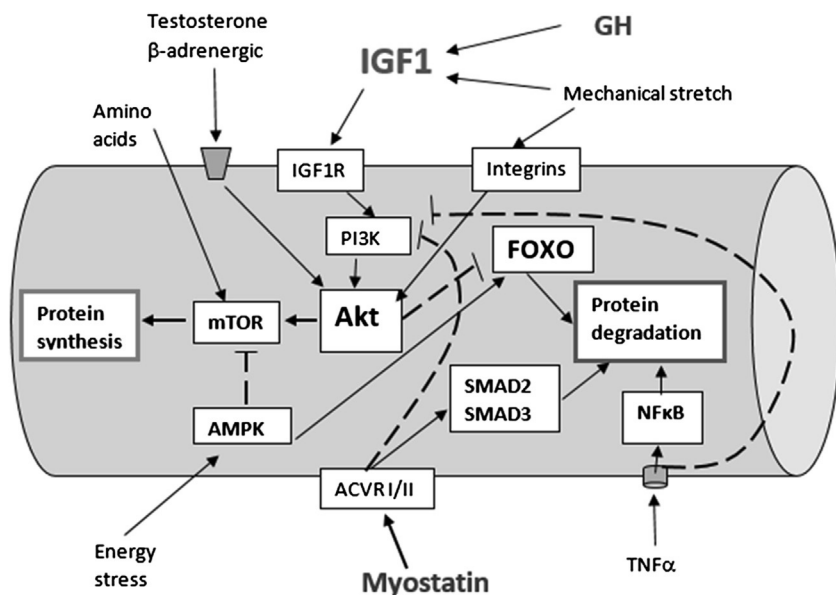 Testosterone
β-adrenergic
GH
IGF1
Mechanical stretch
Amino
acids
IGF1R
Integrins
PI3K
FOXO
Protein
synthesis
mTOR
Akt
Protein
degradation
SMAD2
SMAD3
NFκB
AMPK
ACVR I/II
Energy
stress
Myostatin
TNFα